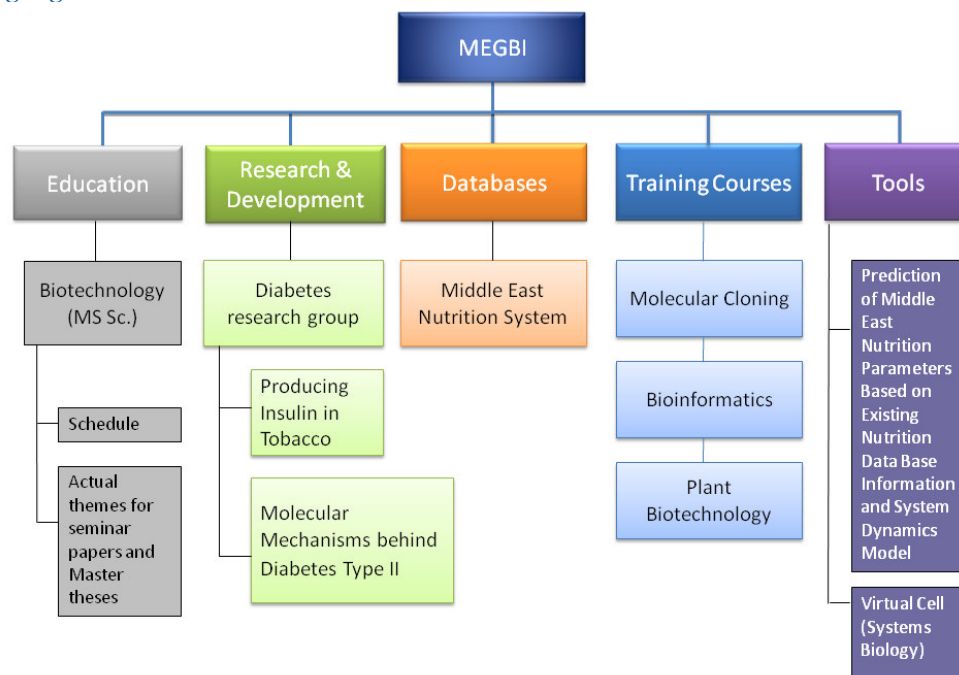 MEGBI
Education
Biotechnology
(MS Sc.)
Schedule
Actual
themes for
seminar
papers and
Master
theses
Research &
Development
Diabetes
research group
Producing
Insulin in
Tobacco
Molecular
Mechanisms behind
Diabetes Type II
Databases
Middle East
Nutrition System
Training Courses
Molecular Cloning
Bioinformatics
Plant
Biotechnology
Tools
Prediction
of Middle
East
Nutrition
Parameters
Based on
Existing
Nutrition
Data Base
Information
and System
Dynamics
Model
Virtual Cell
(Systems
Biology)